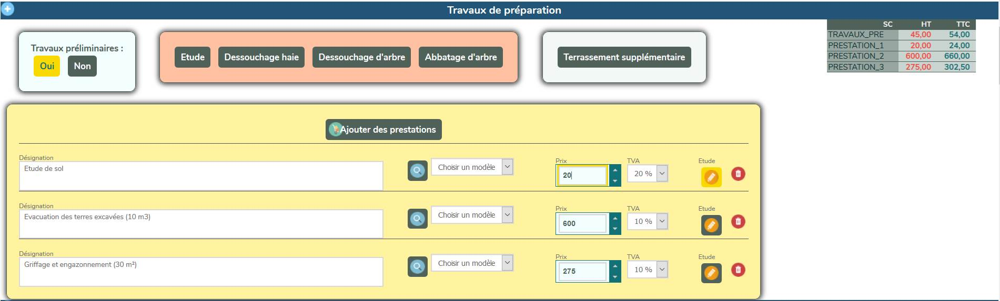 Travaux de préparation
SC HT TTC
TRAVAUX_PRE 45,00 54,00
PRESTATION_1 20,00 24,00
PRESTATION_2 600,00 660,00
PRESTATION_3 275,00 302,50
Travaux préliminaires :
Oui Non
Etude Dessouchage haie Dessouchage d'arbre Abbatage d'arbre
Terrassement supplémentaire
Ajouter des prestations
Désignation Prix TVA Etude
Etude de sol Choisir un modèle 20 20 %
Désignation Prix TVA Etude
Evacuation des terres excavées (10 m3) Choisir un modèle 600 10 %
Désignation Prix TVA Etude
Griffage et engazonnement (30 m²) Choisir un modèle 275 10 %